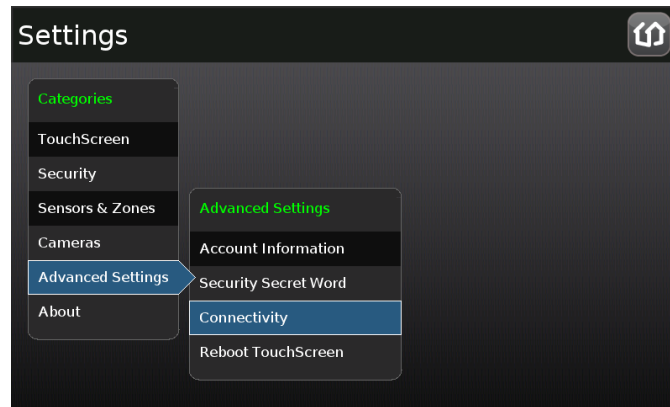 Settings
Categories
TouchScreen
Security
Sensors & Zones
Cameras
Advanced Settings
About
Advanced Settings
Account Information
Security Secret Word
Connectivity
Reboot TouchScreen